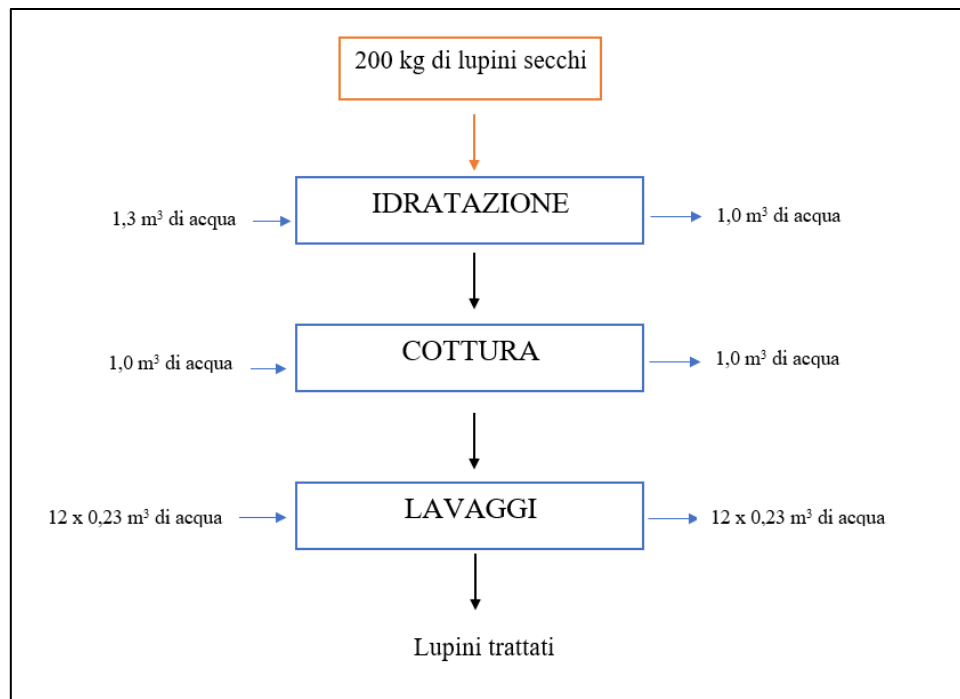 200 kg di lupini secchi
IDRATAZIONE
1,3 m³ di acqua
1,0 m³ di acqua
COTTURA
1,0 m³ di acqua
1,0 m³ di acqua
LAVAGGI
12 x 0,23 m³ di acqua
12 x 0,23 m³ di acqua
Lupini trattati